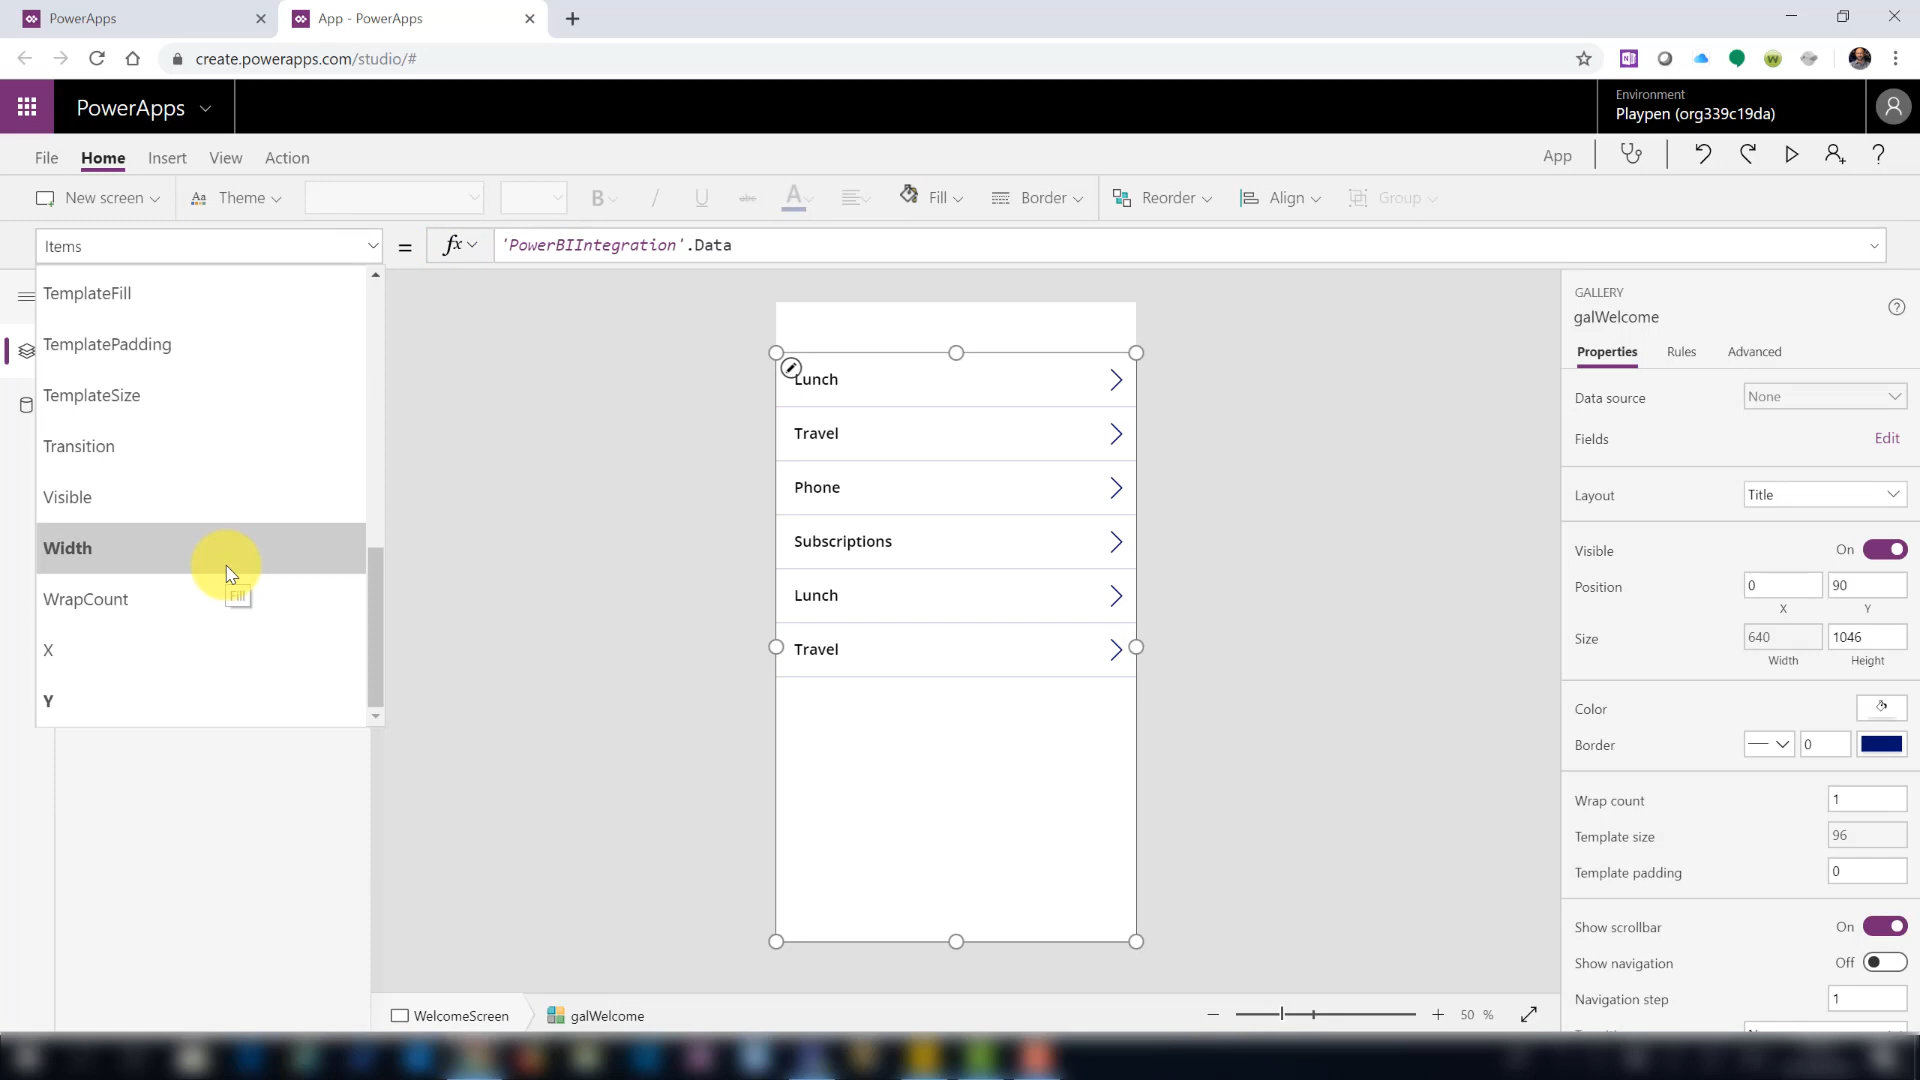 PowerApps
App - PowerApps
create.powerapps.com/studio/#
PowerApps
Environment
Playpen (org339c19da)
File Home Insert View Action
App
New screen
Theme
B / U abc A
Fill
Border
Reorder
Align
Group
Items
=
fx
'PowerBIIntegration'.Data
TemplateFill
TemplatePadding
TemplateSize
Transition
Visible
Width
Fill
WrapCount
X
Y
Lunch
Travel
Phone
Subscriptions
Lunch
Travel
GALLERY
galWelcome
Properties Rules Advanced
Data source None
Fields Edit
Layout Title
Visible On
Position 0 90
X Y
Size 640 1046
Width Height
Color
Border 0
Wrap count 1
Template size 96
Template padding 0
Show scrollbar On
Show navigation Off
Navigation step 1
WelcomeScreen
galWelcome
50 %